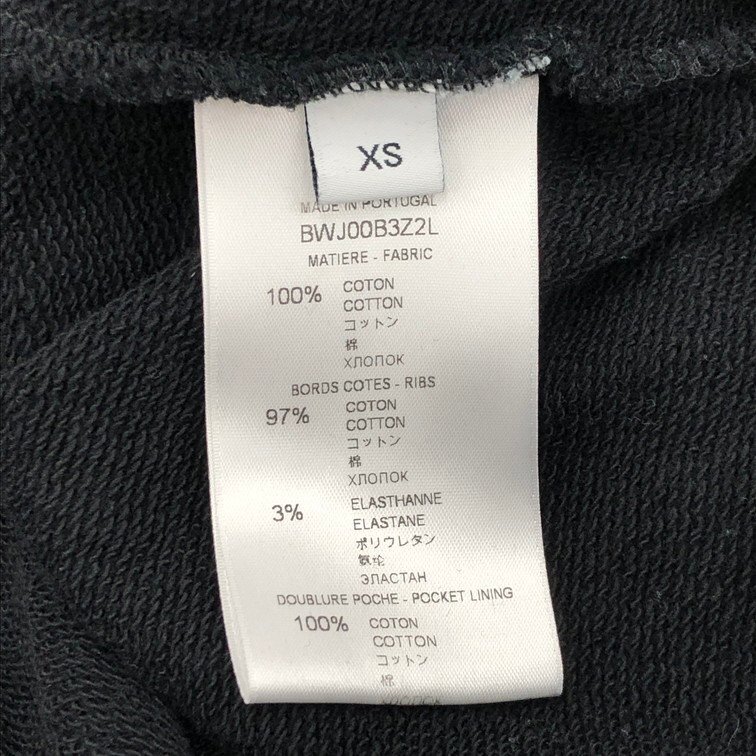 XS
MADE IN PORTUGAL
BWJ00B3Z2L
MATIERE - FABRIC
100% COTON
COTTON
コットン
棉
ХЛОПОК
BORDS COTES - RIBS
97% COTON
COTTON
コットン
棉
ХЛОПОК
3% ELASTHANNE
ELASTANE
ポリウレタン
氨纶
ЭЛАСТАН
DOUBLURE POCHE - POCKET LINING
100% COTON
COTTON
コットン
棉